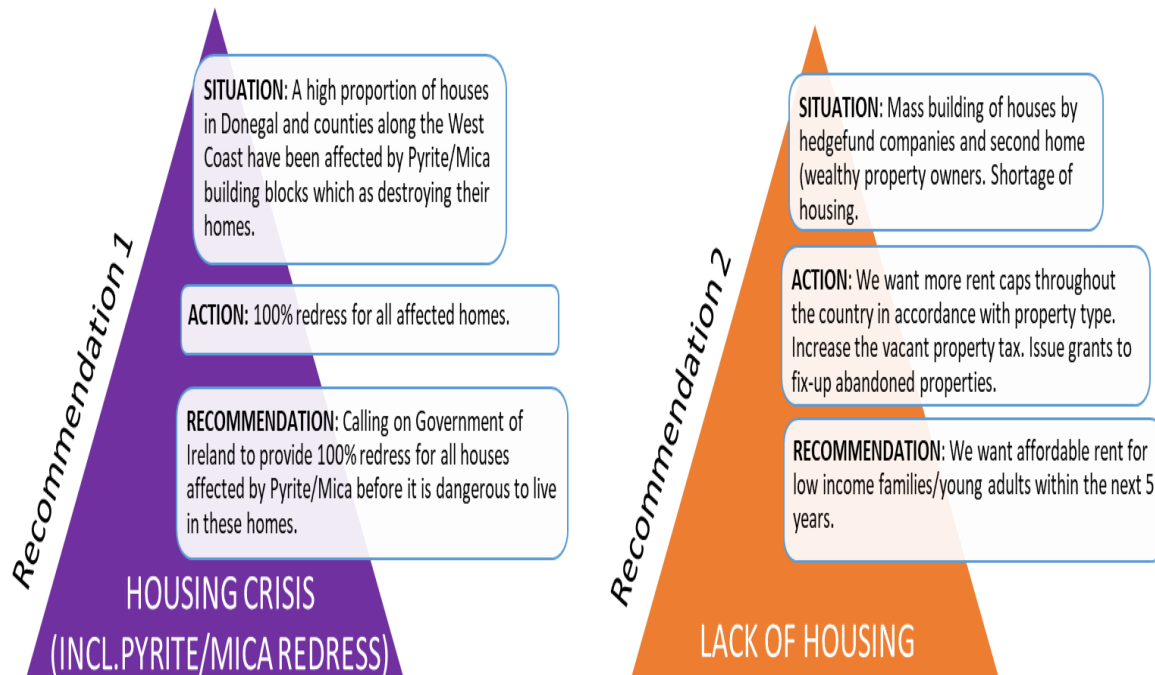 Recommendation 1
SITUATION: A high proportion of houses
in Donegal and counties along the West
Coast have been affected by Pyrite/Mica
building blocks which as destroying their
homes.
ACTION: 100% redress for all affected homes.
RECOMMENDATION: Calling on Government of
Ireland to provide 100% redress for all houses
affected by Pyrite/Mica before it is dangerous to live
in these homes.
HOUSING CRISIS
(INCL.PYRITE/MICA REDRESS)
Recommendation 2
SITUATION: Mass building of houses by
hedgefund companies and second home
(wealthy property owners. Shortage of
housing.
ACTION: We want more rent caps throughout
the country in accordance with property type.
Increase the vacant property tax. Issue grants to
fix-up abandoned properties.
RECOMMENDATION: We want affordable rent for
low income families/young adults within the next 5
years.
LACK OF HOUSING